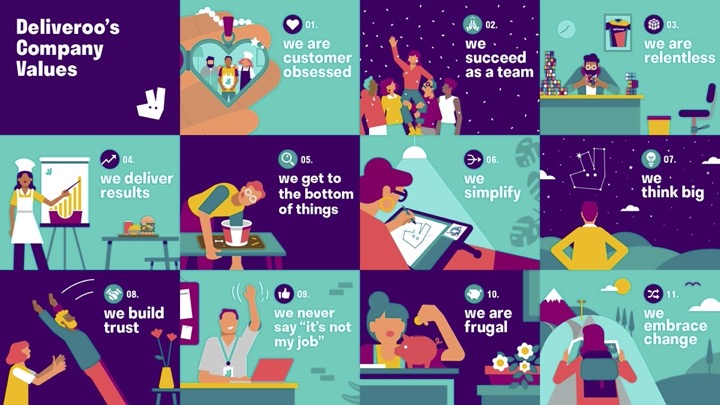 Deliveroo's
Company
Values
01.
we are
customer
obsessed
02.
we
succeed
as a team
03.
we are
relentless
04.
we deliver
results
05.
we get to
the bottom
of things
06.
we
simplify
07.
we
think big
08.
we build
trust
09.
we never
say "it's not
my job"
10.
we are
frugal
11.
we
embrace
change